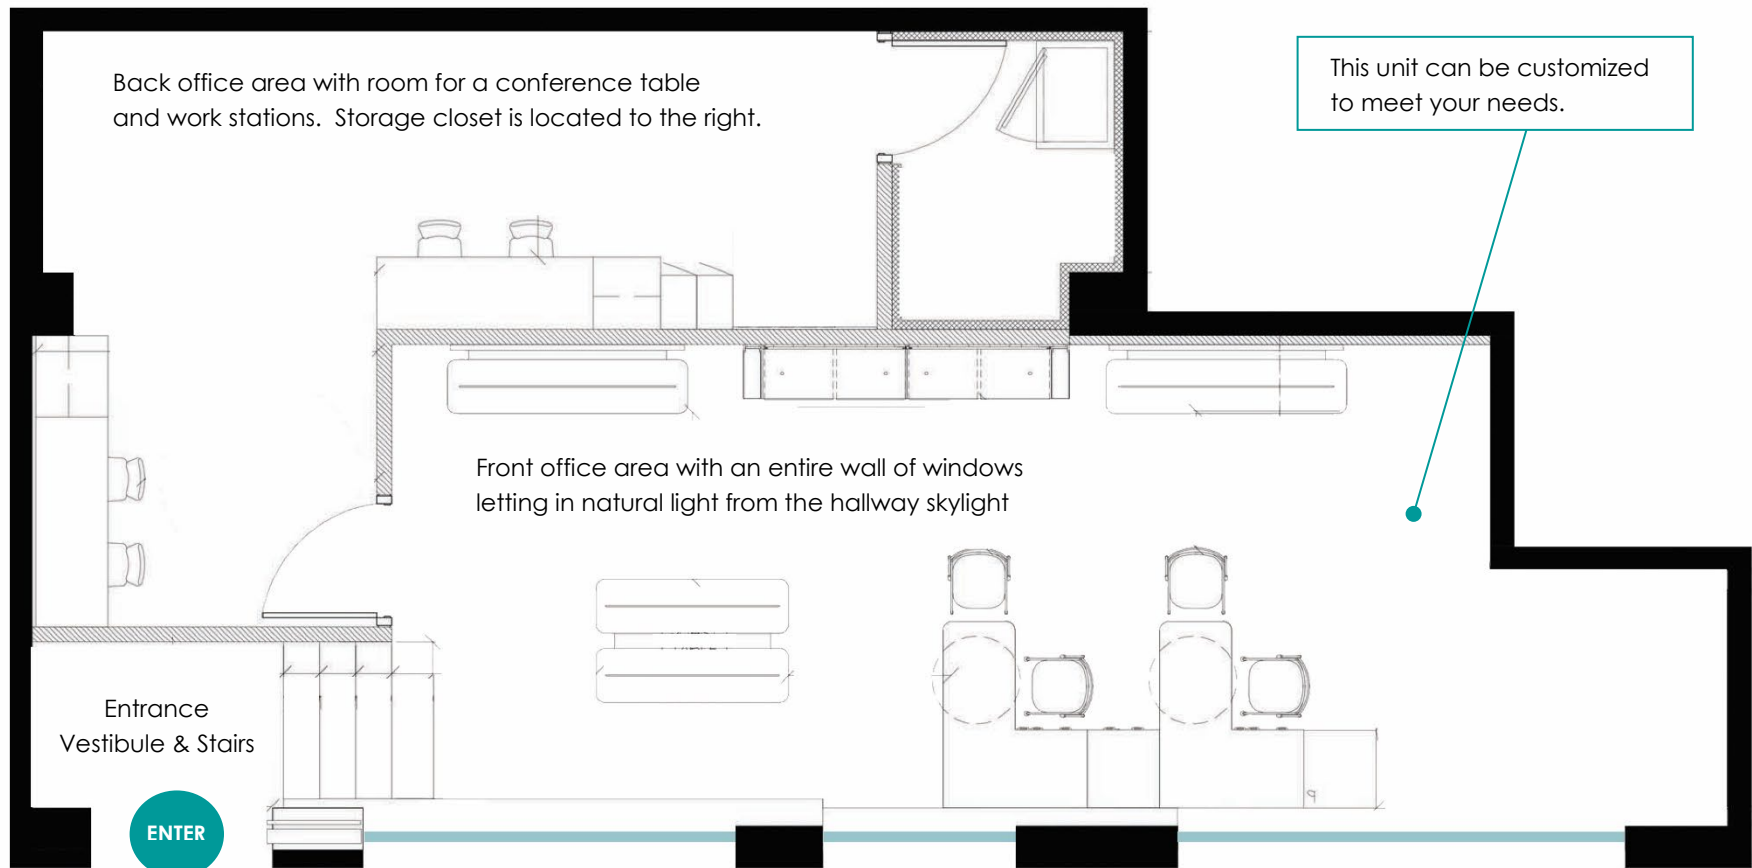 Back office area with room for a conference table
and work stations.  Storage closet is located to the right.
This unit can be customized
to meet your needs.
Front office area with an entire wall of windows
letting in natural light from the hallway skylight
Entrance
Vestibule & Stairs
ENTER